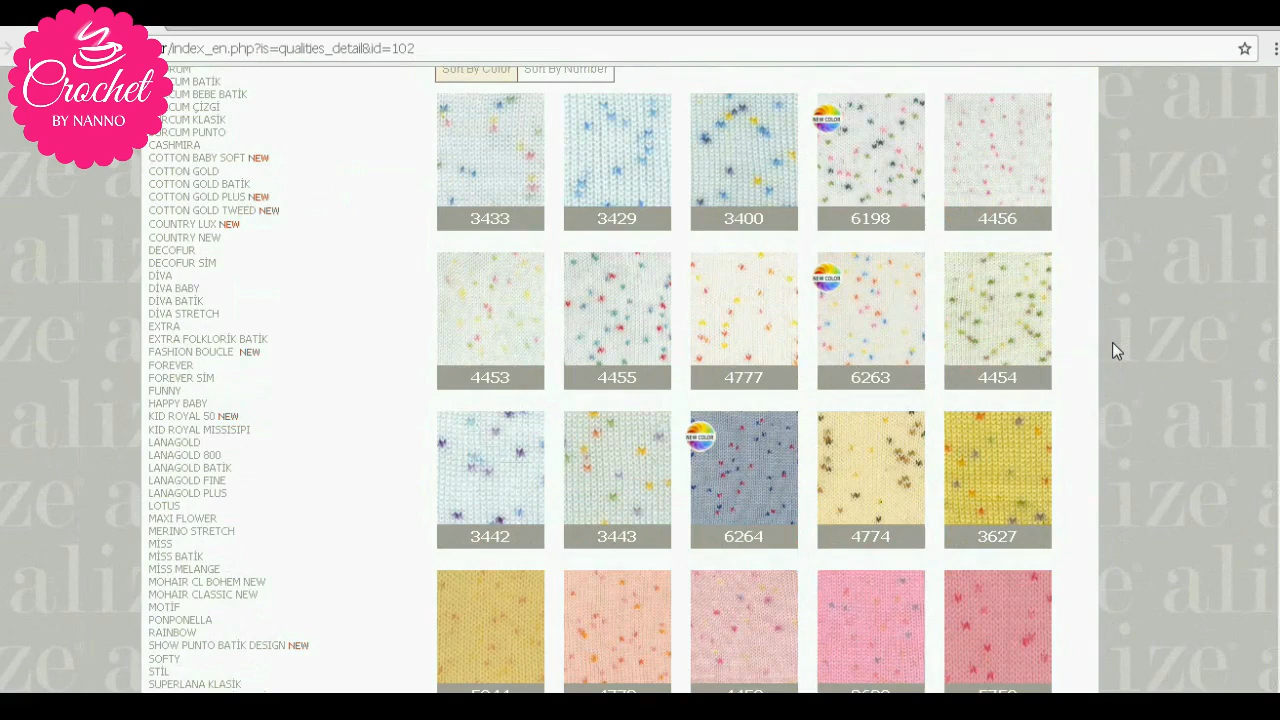 Crochet
BY NANNO
/index_en.php?is=qualities_detail&id=102
Sort By Color
Sort By Number
BATİK
BEBE BATİK
ÇİZGİ
KLASİK
PUNTO
CASHMIRA
COTTON BABY SOFT NEW
COTTON GOLD
COTTON GOLD BATİK
COTTON GOLD PLUS NEW
COTTON GOLD TWEED NEW
COUNTRY LUX NEW
COUNTRY NEW
DECOFUR
DECOFUR SİM
DİVA
DİVA BABY
DİVA BATİK
DİVA STRETCH
EXTRA
EXTRA FOLKLORİK BATİK
FASHION BOUCLE NEW
FOREVER
FOREVER SİM
FUNNY
HAPPY BABY
KID ROYAL 50 NEW
KID ROYAL MISSISIPI
LANAGOLD
LANAGOLD 800
LANAGOLD BATİK
LANAGOLD FINE
LANAGOLD PLUS
LOTUS
MAXI FLOWER
MERINO STRETCH
MİSS
MİSS BATİK
MİSS MELANGE
MOHAIR CL BOHEM NEW
MOHAIR CLASSIC NEW
MOTİF
PONPONELLA
RAINBOW
SHOW PUNTO BATİK DESIGN NEW
SOFTY
STİL
SUPERLANA KLASİK
NEW COLOR
3433 3429 3400 6198 4456
NEW COLOR
4453 4455 4777 6263 4454
NEW COLOR
3442 3443 6264 4774 3627
alize